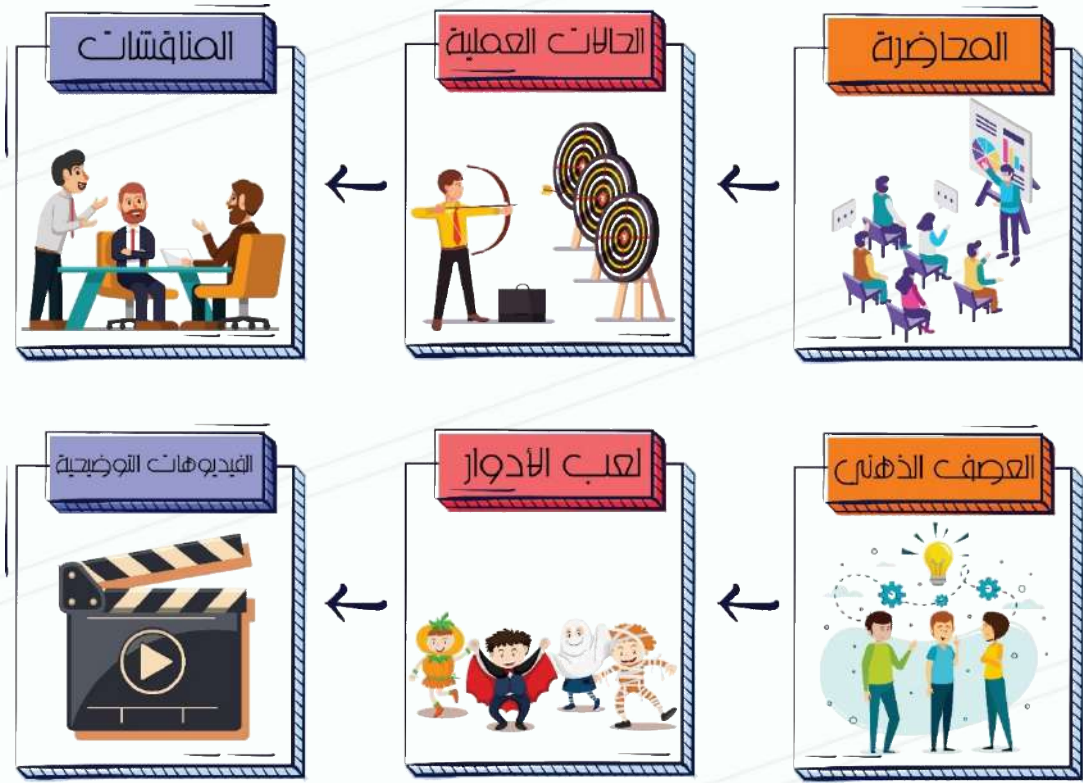 المحاضرة
الحالات العملية
المناقشات
العصف الذهني
لعب الأدوار
الفيديوهات التوضيحية